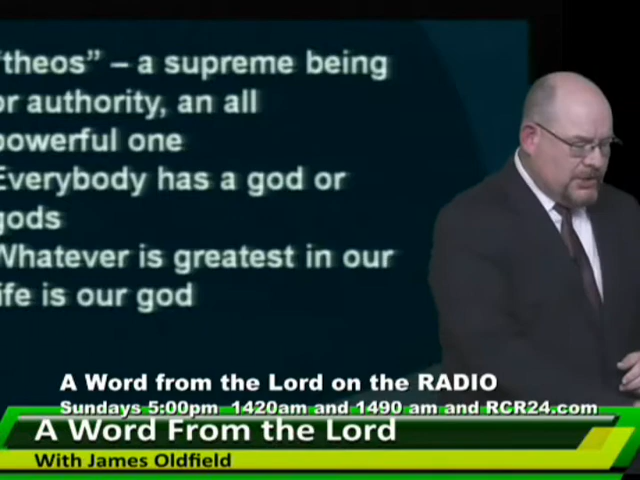 theos” – a supreme being
or authority, an all
powerful one
Everybody has a god or
gods
Whatever is greatest in our
life is our god
A Word from the Lord on the RADIO
Sundays 5:00pm 1420am and 1490 am and RCR24.com
A Word From the Lord
With James Oldfield